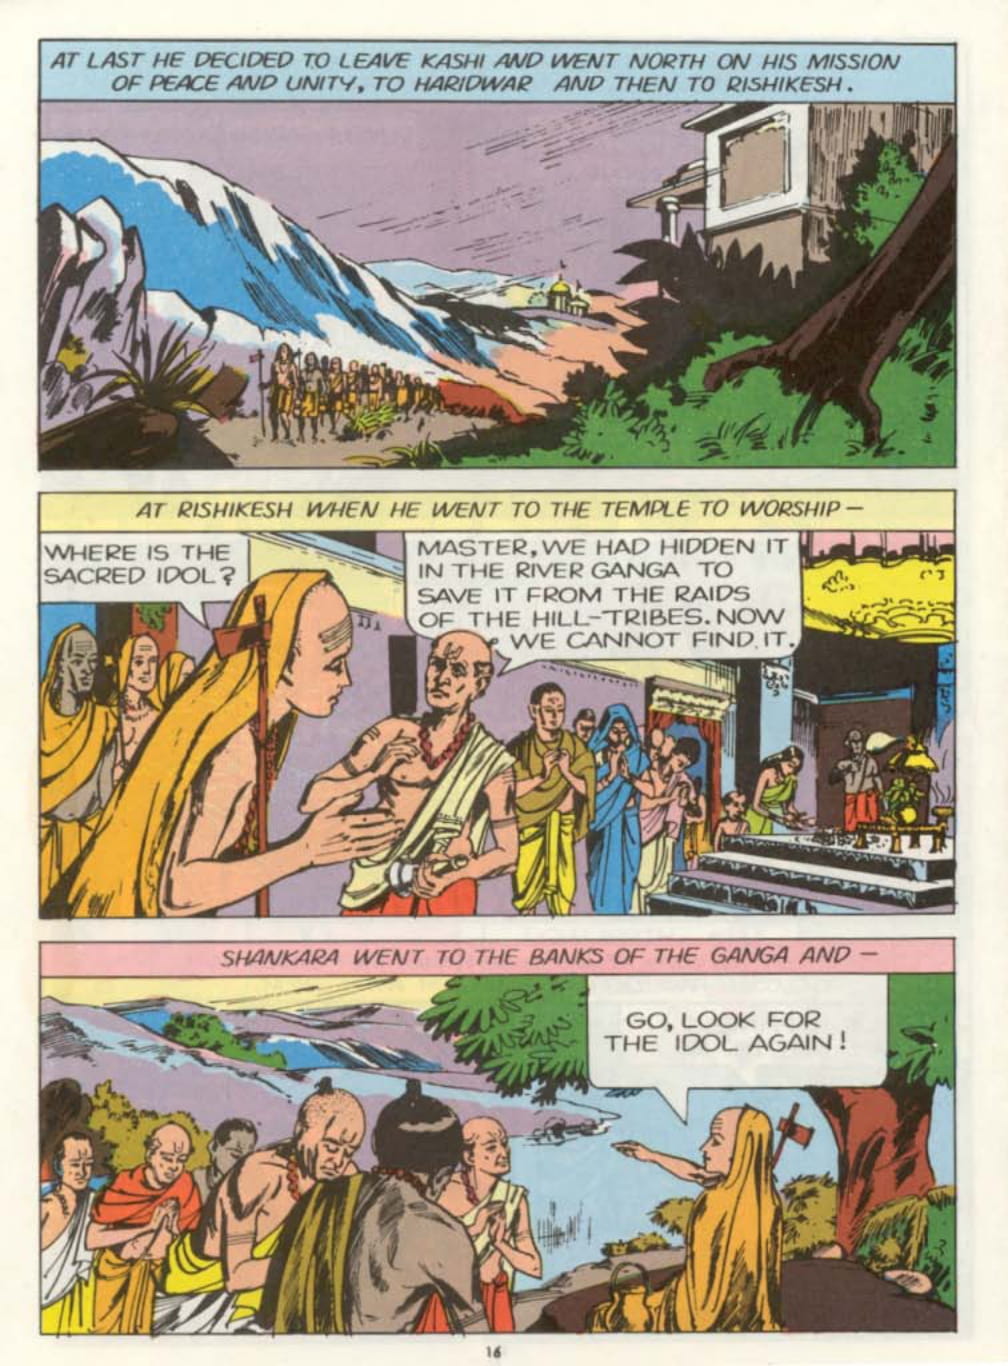 AT LAST HE DECIDED TO LEAVE KASHI AND WENT NORTH ON HIS MISSION
OF PEACE AND UNITY, TO HARIDWAR AND THEN TO RISHIKESH.
AT RISHIKESH WHEN HE WENT TO THE TEMPLE TO WORSHIP —
WHERE IS THE
SACRED IDOL?
MASTER, WE HAD HIDDEN IT
IN THE RIVER GANGA TO
SAVE IT FROM THE RAIDS
OF THE HILL-TRIBES. NOW
WE CANNOT FIND IT.
SHANKARA WENT TO THE BANKS OF THE GANGA AND —
GO, LOOK FOR
THE IDOL AGAIN!
16